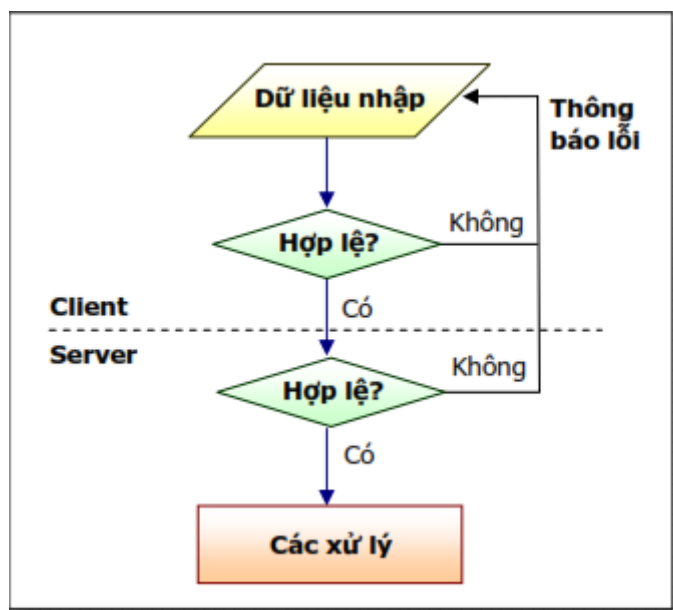 Dữ liệu nhập
Thông
báo lỗi
Không
Hợp lệ?
Client
Có
Server
Không
Hợp lệ?
Có
Các xử lý